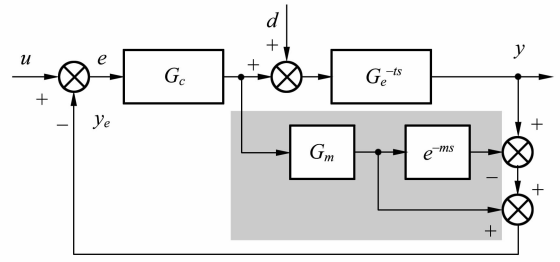 d
+
u
e
y
+
+
G_c
G_e^{-ts}
−
y_e
G_m
e^{-ms}
+
−
+
+